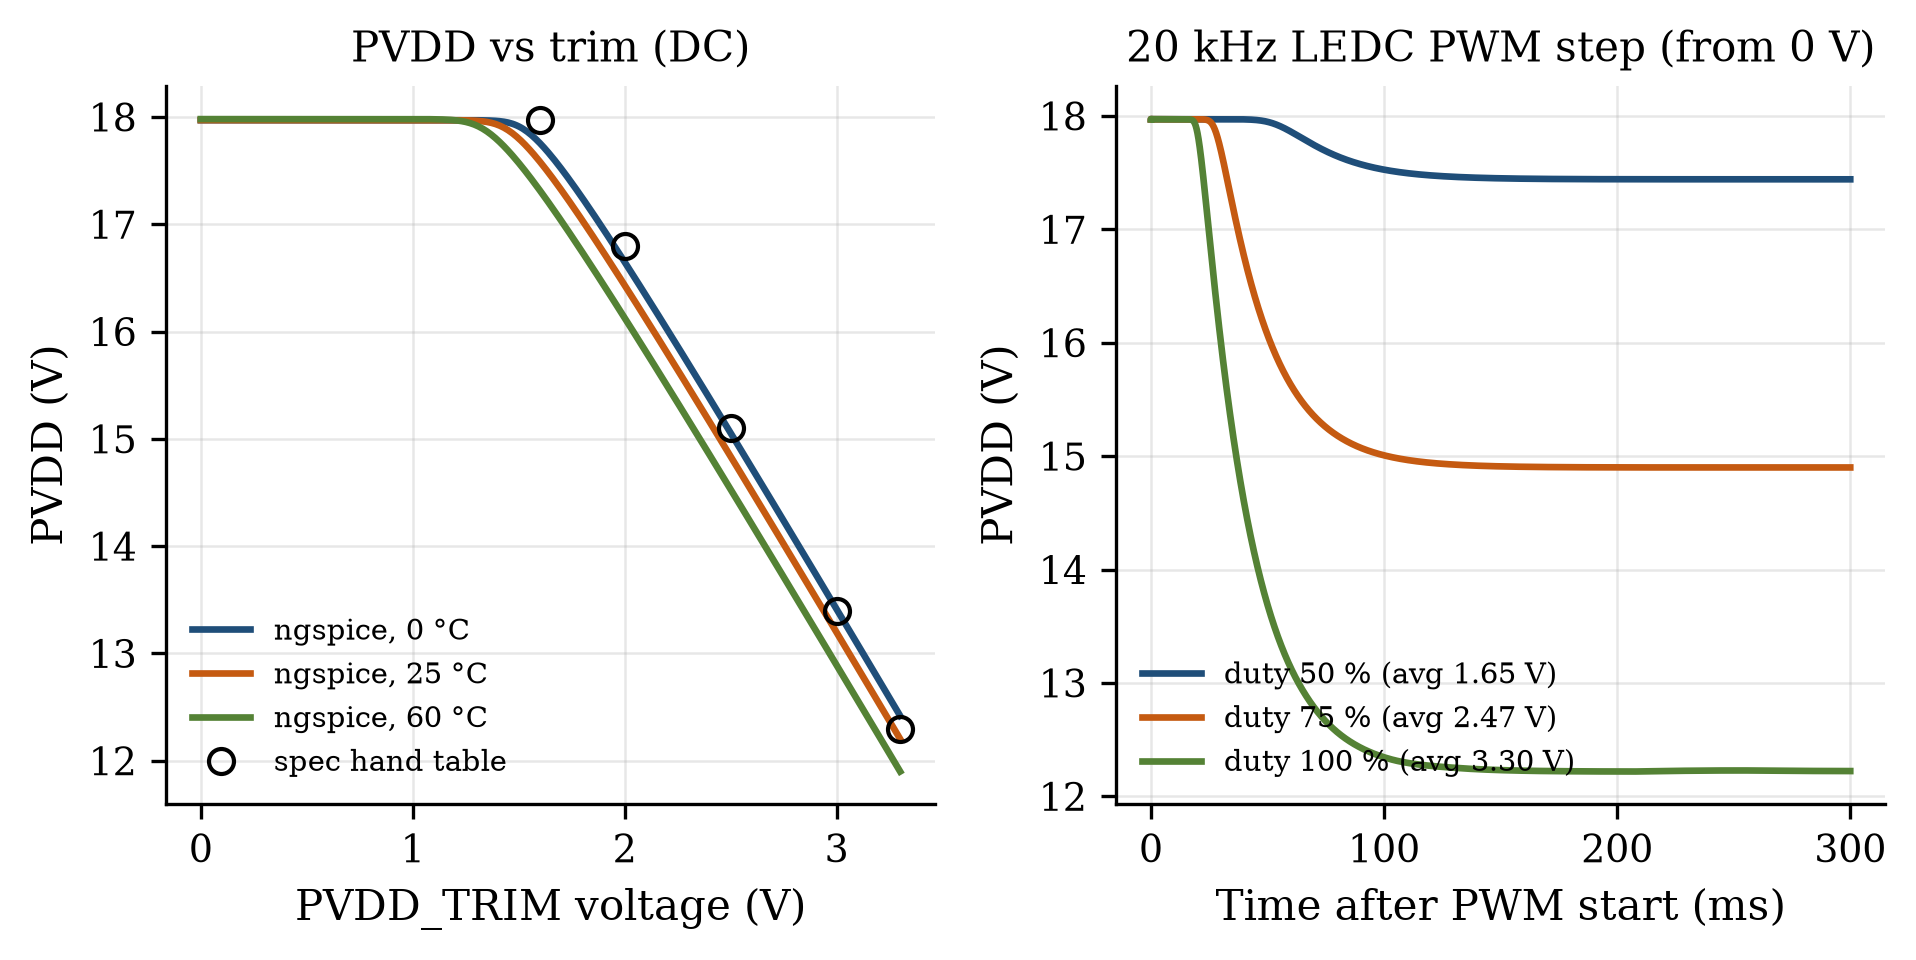 PVDD vs trim (DC)
PVDD (V)
18
17
16
15
14
13
12
ngspice, 0 °C
ngspice, 25 °C
ngspice, 60 °C
spec hand table
0
1
2
3
PVDD_TRIM voltage (V)
20 kHz LEDC PWM step (from 0 V)
PVDD (V)
18
17
16
15
14
13
12
duty 50 % (avg 1.65 V)
duty 75 % (avg 2.47 V)
duty 100 % (avg 3.30 V)
0
100
200
300
Time after PWM start (ms)